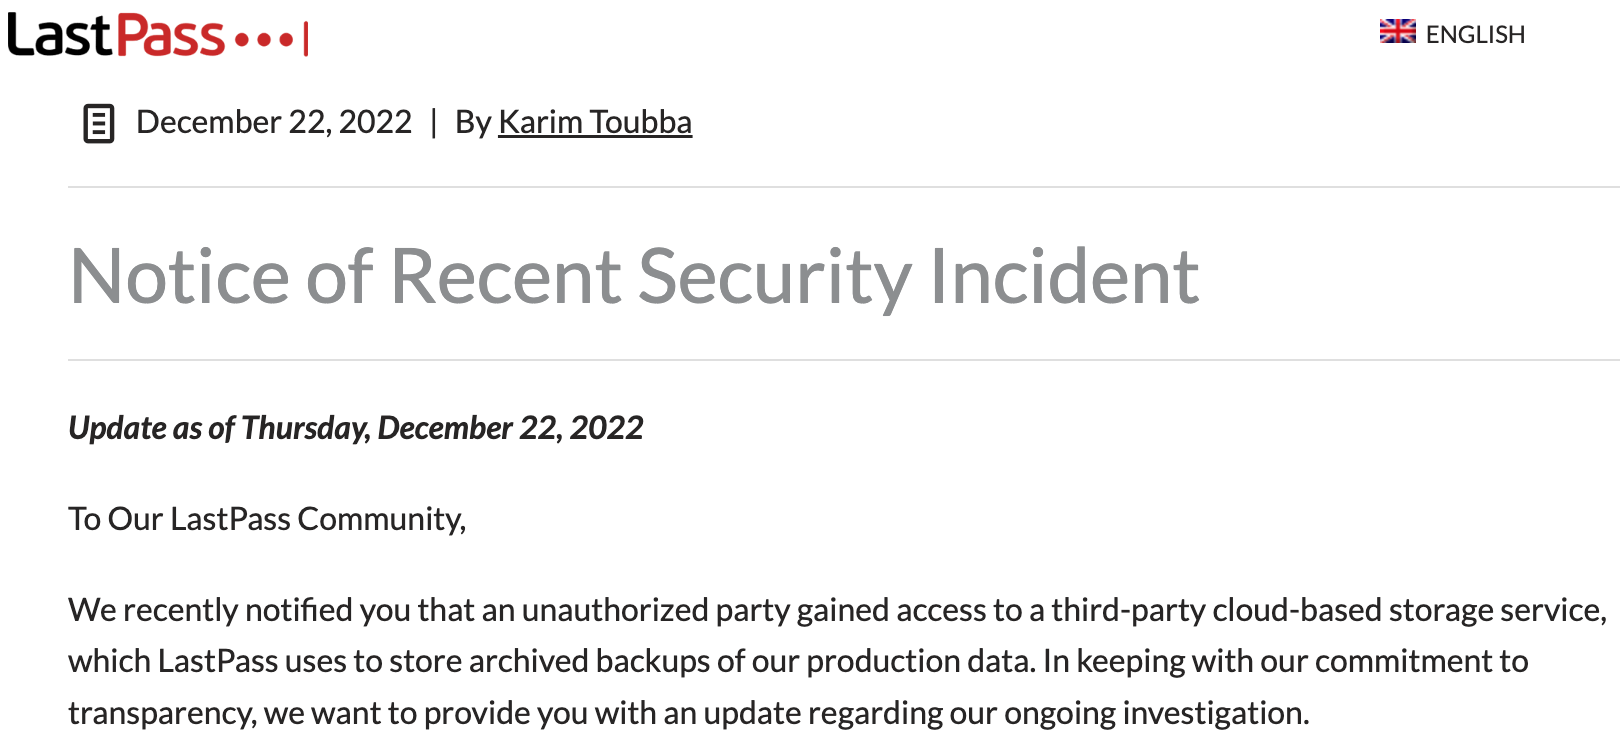 LastPass
ENGLISH
December 22, 2022 | By Karim Toubba
Notice of Recent Security Incident
Update as of Thursday, December 22, 2022
To Our LastPass Community,
We recently notified you that an unauthorized party gained access to a third-party cloud-based storage service,
which LastPass uses to store archived backups of our production data. In keeping with our commitment to
transparency, we want to provide you with an update regarding our ongoing investigation.